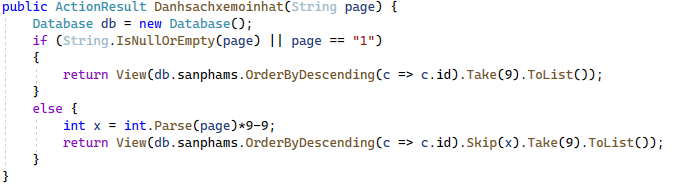 public ActionResult Danhsachxemoinhat(String page) {
Database db = new Database();
if (String.IsNullOrEmpty(page) || page == "1")
{
return View(db.sanphams.OrderByDescending(c => c.id).Take(9).ToList());
}
else {
int x = int.Parse(page)*9-9;
return View(db.sanphams.OrderByDescending(c => c.id).Skip(x).Take(9).ToList());
}
}